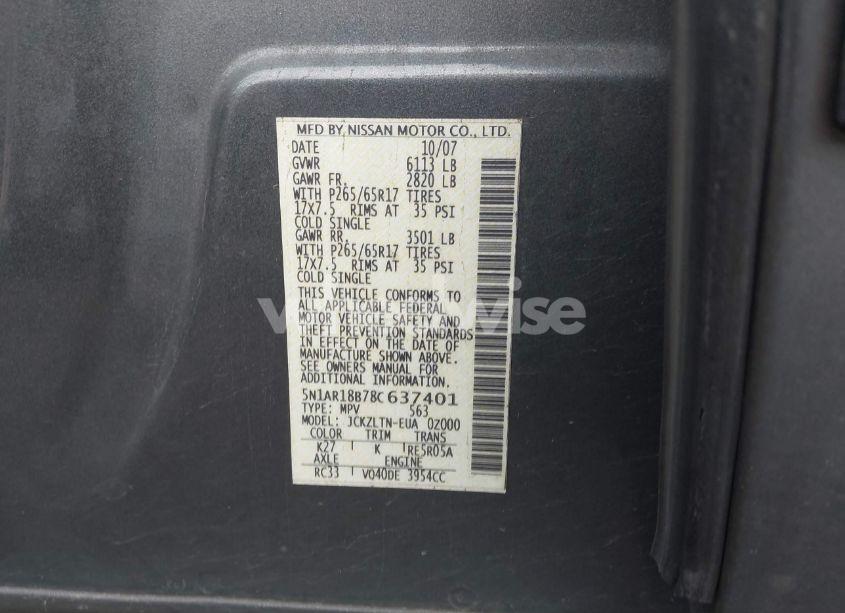 MFD BY NISSAN MOTOR CO., LTD.
DATE 10/07
GVWR 6113 LB
GAWR FR. 2820 LB
WITH P265/65R17 TIRES
17X7.5 RIMS AT 35 PSI
COLD SINGLE
GAWR RR. 3501 LB
WITH P265/65R17 TIRES
17X7.5 RIMS AT 35 PSI
COLD SINGLE
THIS VEHICLE CONFORMS TO
ALL APPLICABLE FEDERAL
MOTOR VEHICLE SAFETY AND
THEFT PREVENTION STANDARDS
IN EFFECT ON THE DATE OF
MANUFACTURE SHOWN ABOVE.
SEE OWNERS MANUAL FOR
ADDITIONAL INFORMATION.
5N1AR18B78C637401
TYPE: MPV 563
MODEL: JCKZLTN-EUA 0Z000
COLOR TRIM TRANS
K27 K RE5R05A
AXLE ENGINE
RC33 VQ40DE 3954CC